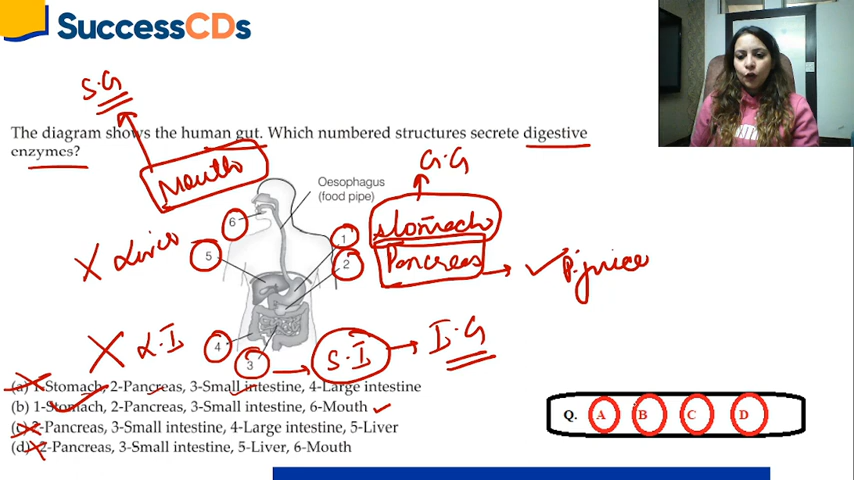 SuccessCDs
S.G
The diagram shows the human gut. Which numbered structures secrete digestive
enzymes?
Mouth
G.G
Oesophagus
(food pipe)
6
Stomach
1
Liver
5
2
Pancreas
P.juice
L.I
4
3
S.I
I.G
(a) 1-Stomach, 2-Pancreas, 3-Small intestine, 4-Large intestine
(b) 1-Stomach, 2-Pancreas, 3-Small intestine, 6-Mouth
(c) 2-Pancreas, 3-Small intestine, 4-Large intestine, 5-Liver
(d) 2-Pancreas, 3-Small intestine, 5-Liver, 6-Mouth
Q. A B C D